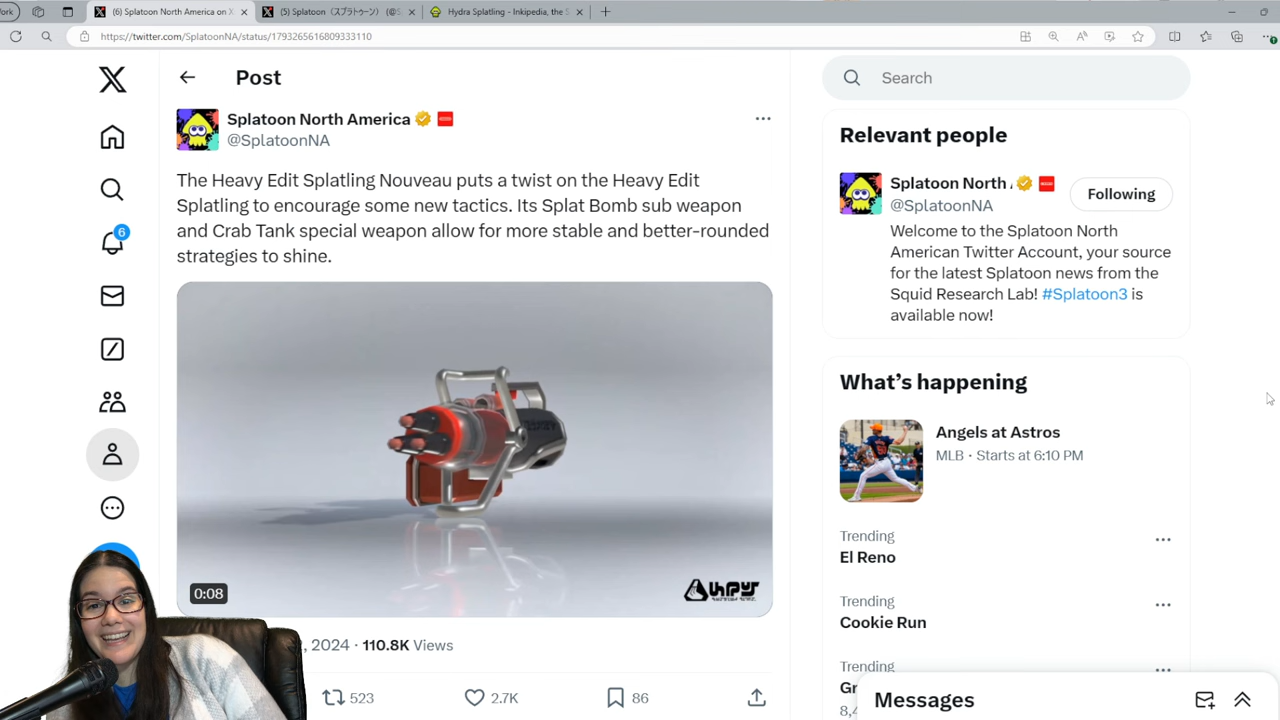 ork
(6) Splatoon North America on X
(5) Splatoon（スプラトゥーン） (@S
Hydra Splatling - Inkipedia, the S
https://twitter.com/SplatoonNA/status/1793265616809333110
Post
Search
Splatoon North America
@SplatoonNA
The Heavy Edit Splatling Nouveau puts a twist on the Heavy Edit
Splatling to encourage some new tactics. Its Splat Bomb sub weapon
and Crab Tank special weapon allow for more stable and better-rounded
strategies to shine.
0:08
, 2024 · 110.8K Views
523
2.7K
86
6
Relevant people
Splatoon North
@SplatoonNA
Following
Welcome to the Splatoon North
American Twitter Account, your source
for the latest Splatoon news from the
Squid Research Lab! #Splatoon3 is
available now!
What's happening
Angels at Astros
MLB · Starts at 6:10 PM
Trending
El Reno
Trending
Cookie Run
Trending
Gr
8,4
Messages